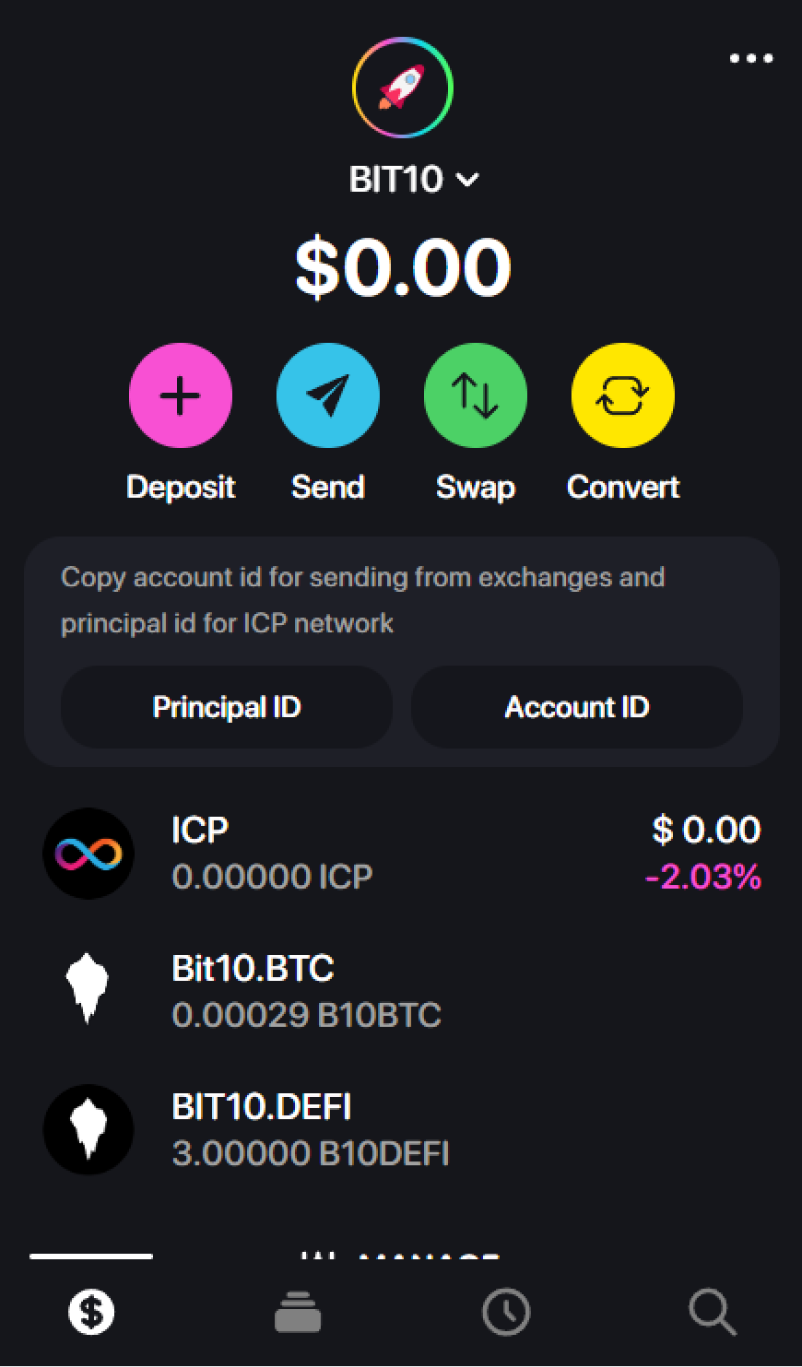 BIT10
$0.00
Deposit Send Swap Convert
Copy account id for sending from exchanges and
principal id for ICP network
Principal ID Account ID
ICP $ 0.00
0.00000 ICP -2.03%
Bit10.BTC
0.00029 B10BTC
BIT10.DEFI
3.00000 B10DEFI
MANAGE
$